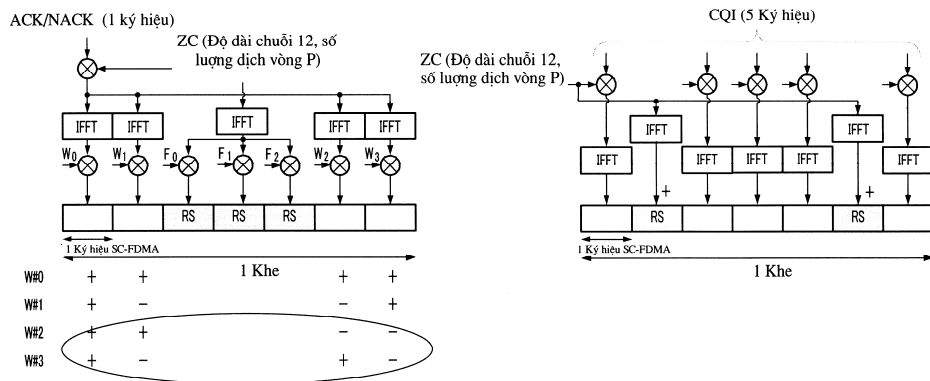 ACK/NACK (1 ký hiệu)
ZC (Độ dài chuỗi 12, số
lượng dịch vòng P)
IFFT IFFT IFFT IFFT IFFT
W0 W1 F0 F1 F2 W2 W3
RS RS RS
1 Ký hiệu SC-FDMA
1 Khe
W#0 + + + +
W#1 + - - +
W#2 + + - -
W#3 + - + -
CQI (5 Ký hiệu)
ZC (Độ dài chuỗi 12,
số lượng dịch vòng P)
IFFT IFFT
IFFT IFFT IFFT IFFT IFFT
+ +
RS RS
1 Ký hiệu SC-FDMA
1 Khe